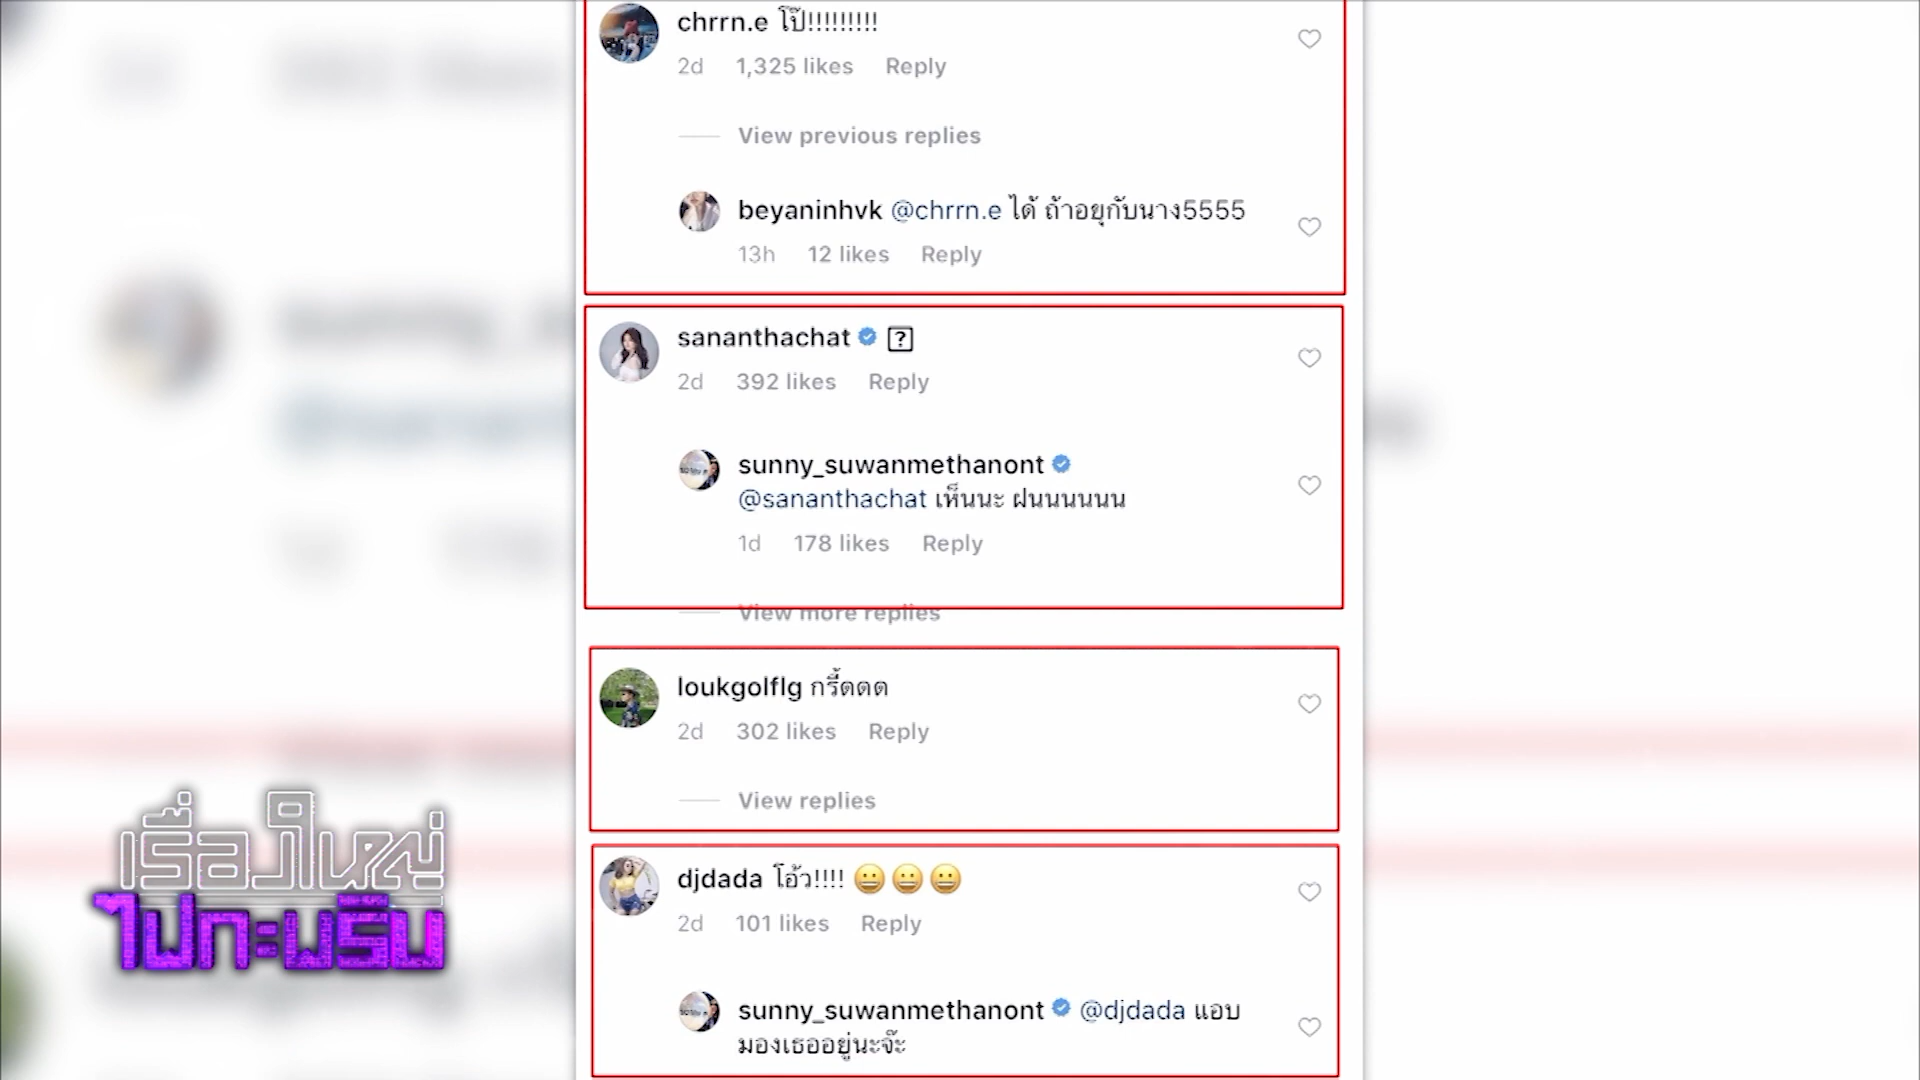 chrrn.e โป๊!!!!!!!!!
2d 1,325 likes Reply
View previous replies
beyaninhvk @chrrn.e ได้ ถ้าอยุกับนาง5555
13h 12 likes Reply
sananthachat
2d 392 likes Reply
sunny_suwanmethanont
@sananthachat เห็นนะ ฝนนนนนน
1d 178 likes Reply
View more replies
loukgolflg กรี้ดดด
2d 302 likes Reply
View replies
djdada โอ้ว!!!! 😀😀😀
2d 101 likes Reply
sunny_suwanmethanont @djdada แอบ
มองเธออยู่นะจ๊ะ
เรื่องใหญ่
ไฟกะพริบ